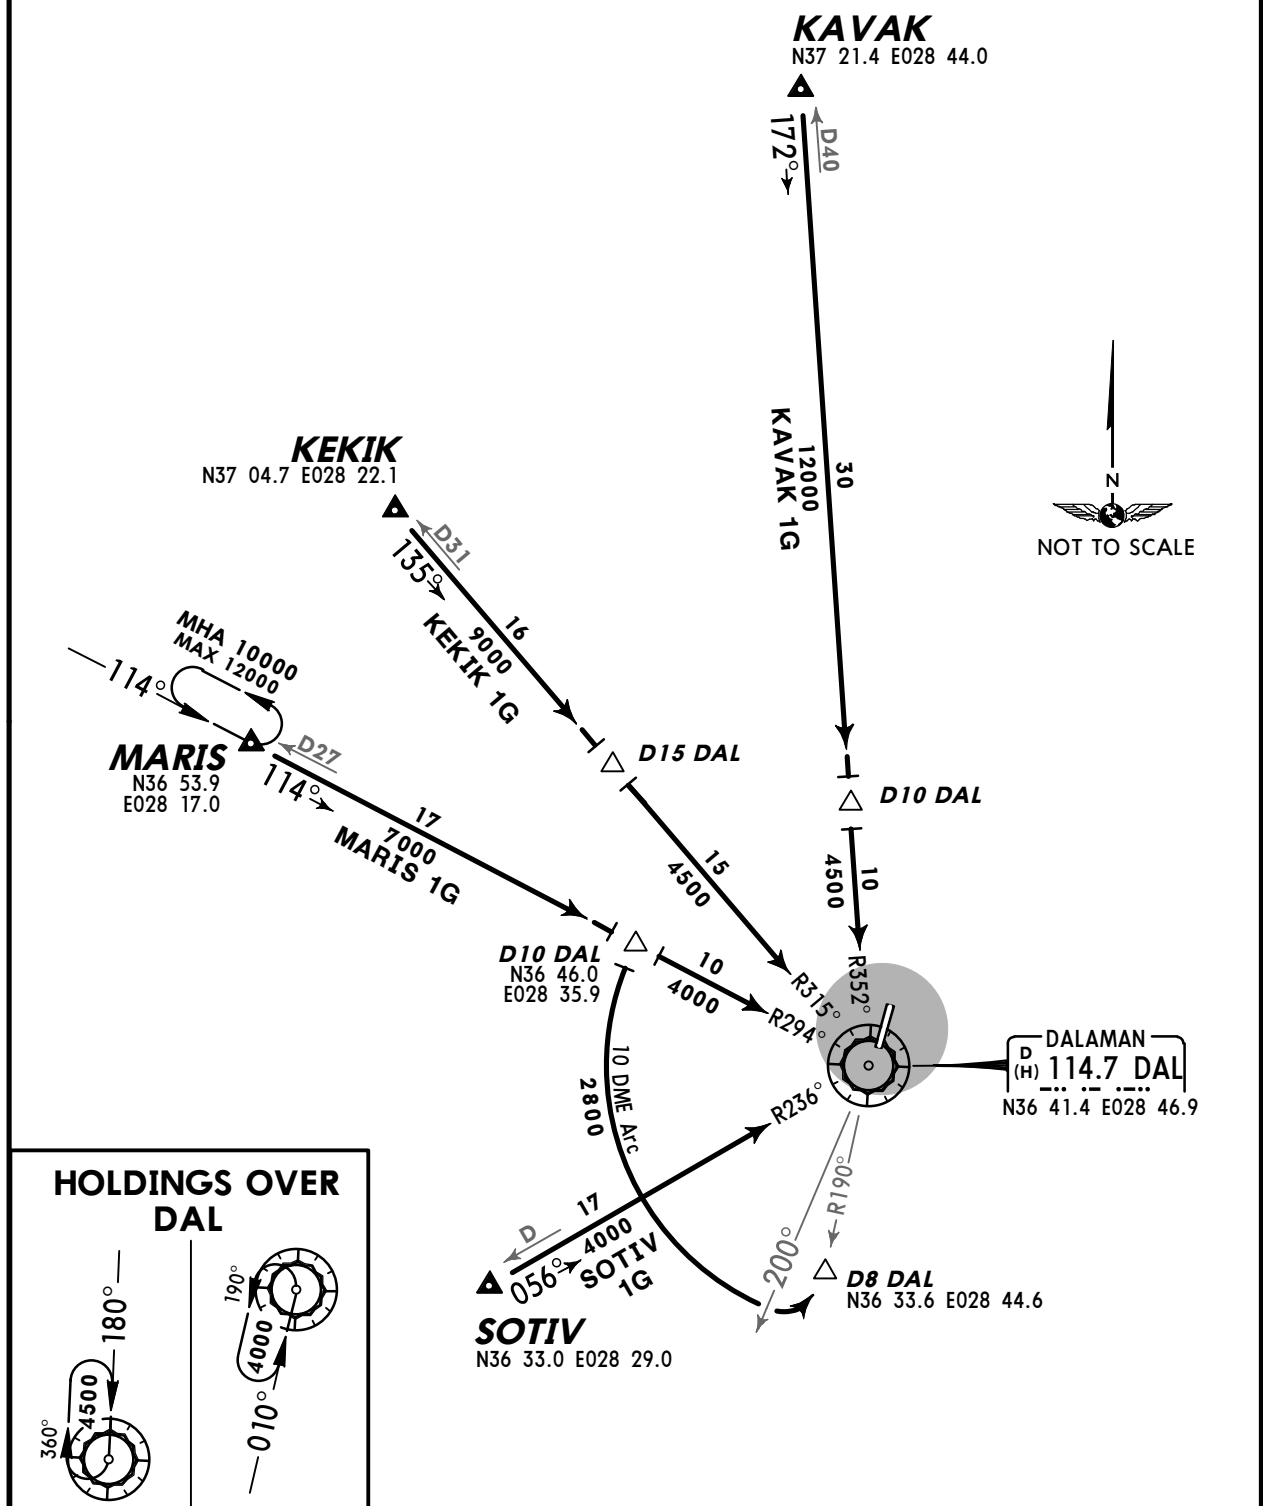 KAVAK
N37 21.4 E028 44.0
D40
172°
30
12000
KAVAK 1G
N
NOT TO SCALE
KEKIK
N37 04.7 E028 22.1
D31
135°
16
9000
KEKIK 1G
MHA 10000
MAX 12000
114°
MARIS
N36 53.9
E028 17.0
D27
114°
17
7000
MARIS 1G
D15 DAL
D10 DAL
15
4500
10
4500
D10 DAL
N36 46.0
E028 35.9
10
4000
R352°
R315°
R294°
DALAMAN
D
(H) 114.7 DAL
N36 41.4 E028 46.9
10 DME Arc
2800
R236°
R190°
200°
D8 DAL
N36 33.6 E028 44.6
D
17
4000
056°
SOTIV
1G
SOTIV
N36 33.0 E028 29.0
HOLDINGS OVER
DAL
180°
4500
360°
190°
4000
010°